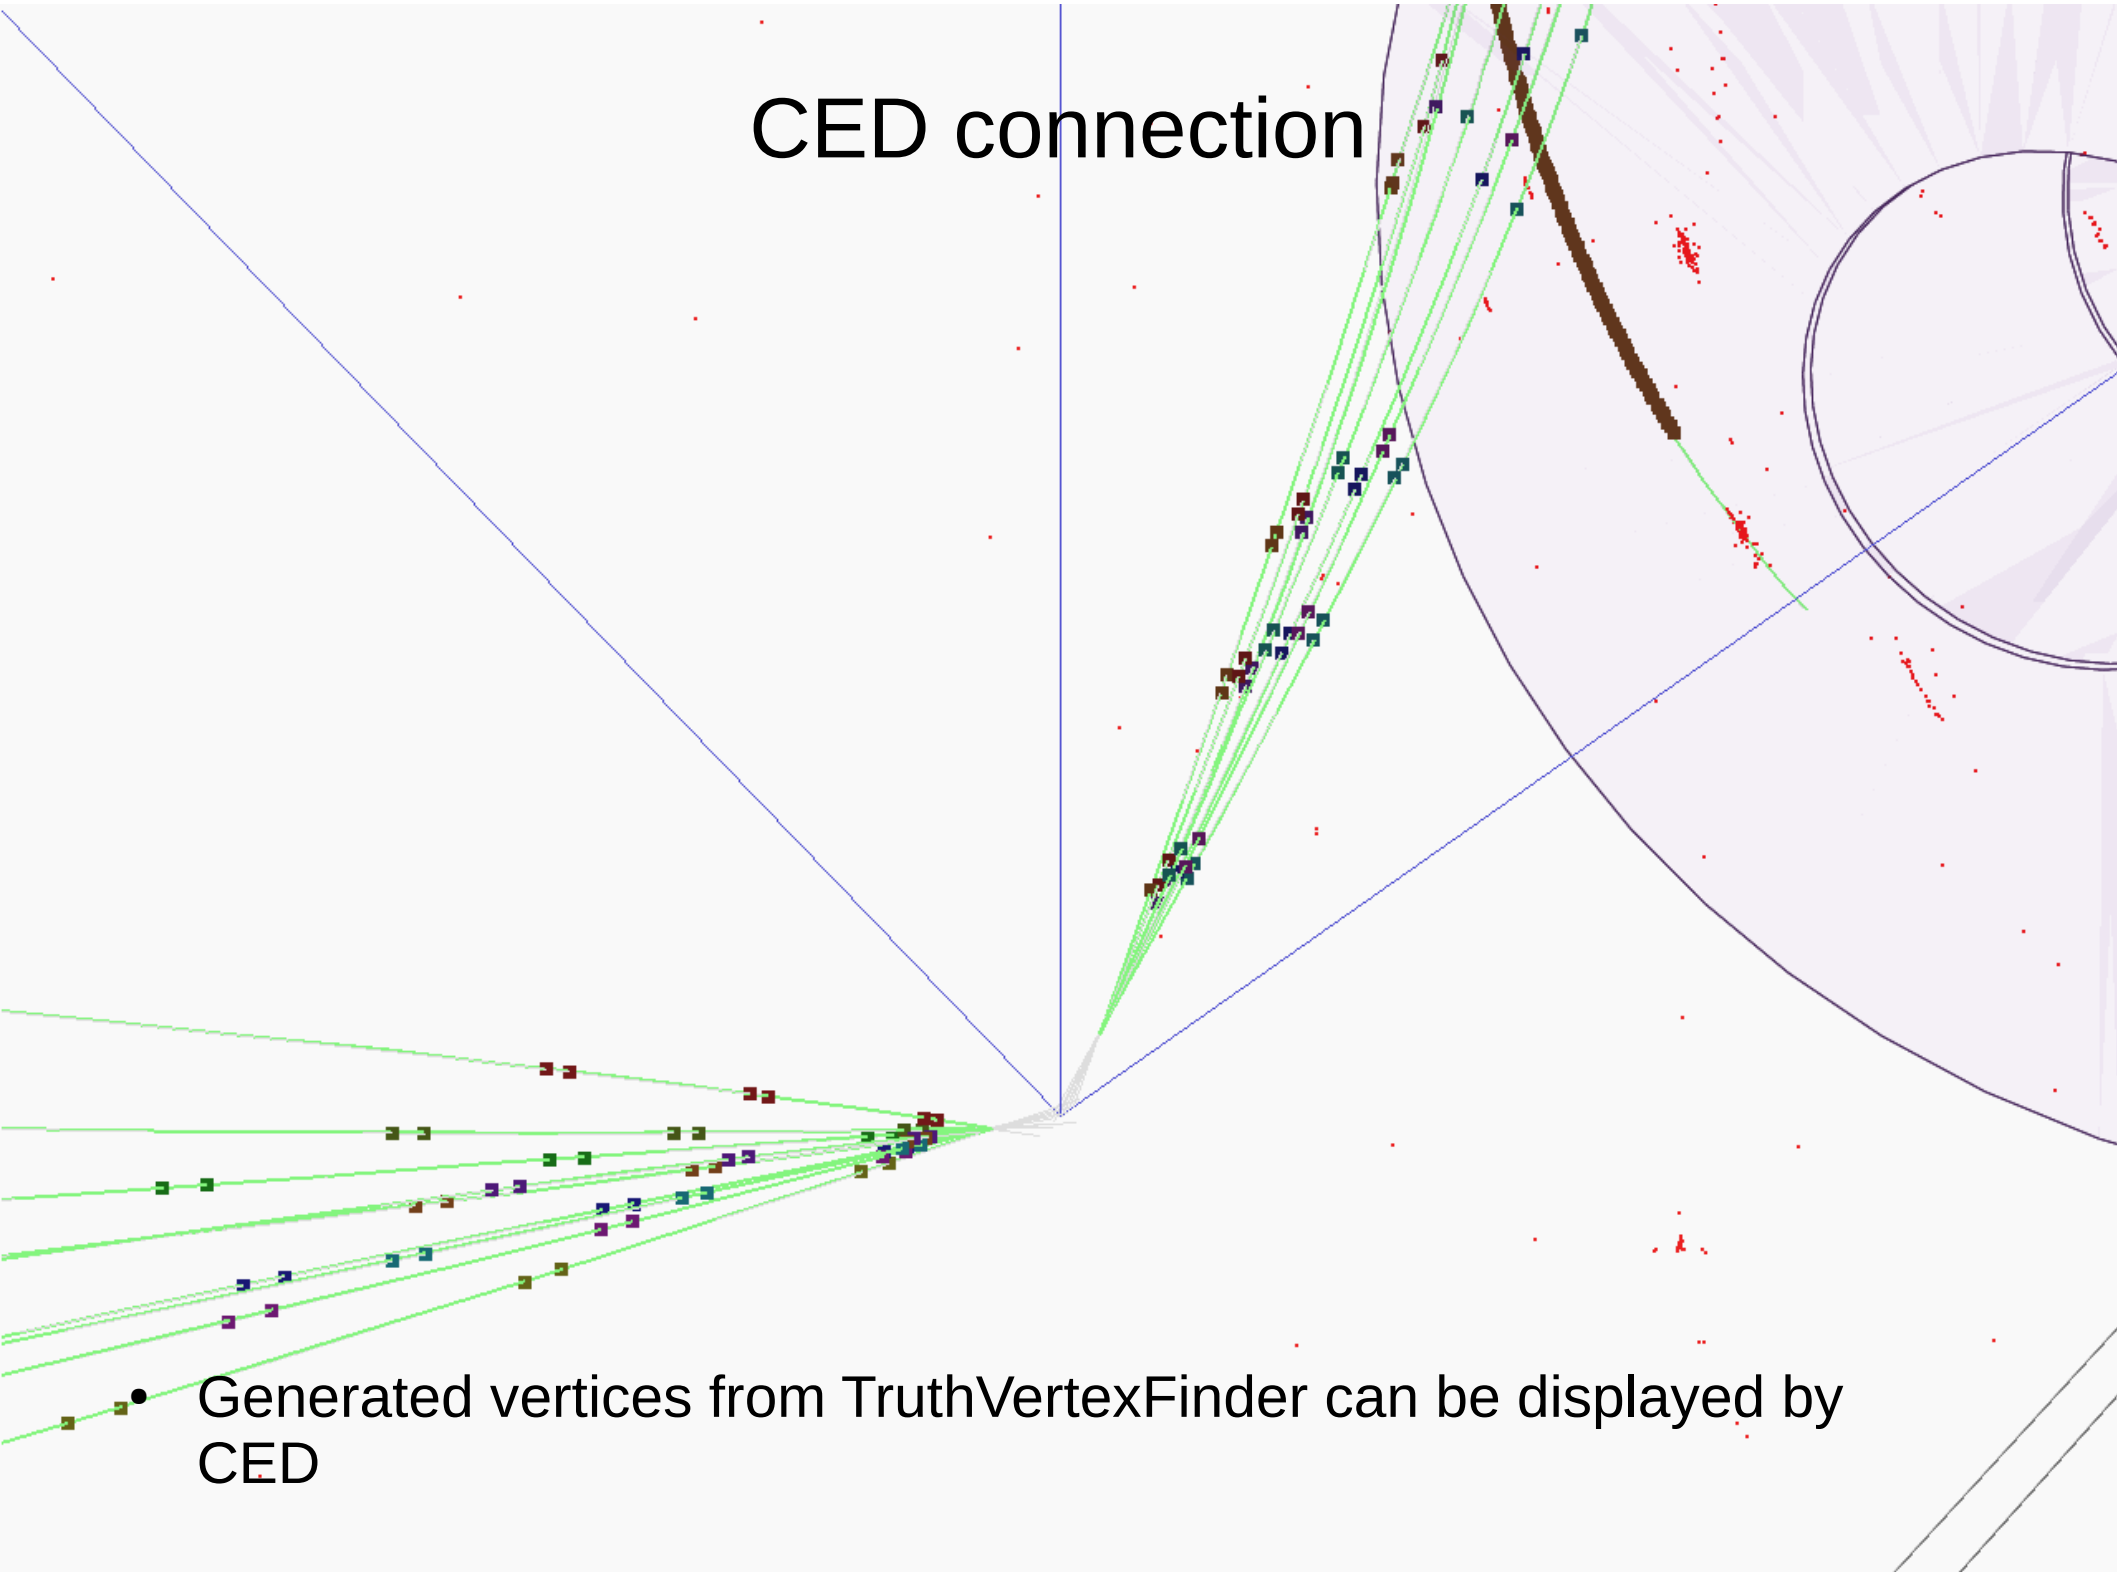 CED connection
• Generated vertices from TruthVertexFinder can be displayed by
CED